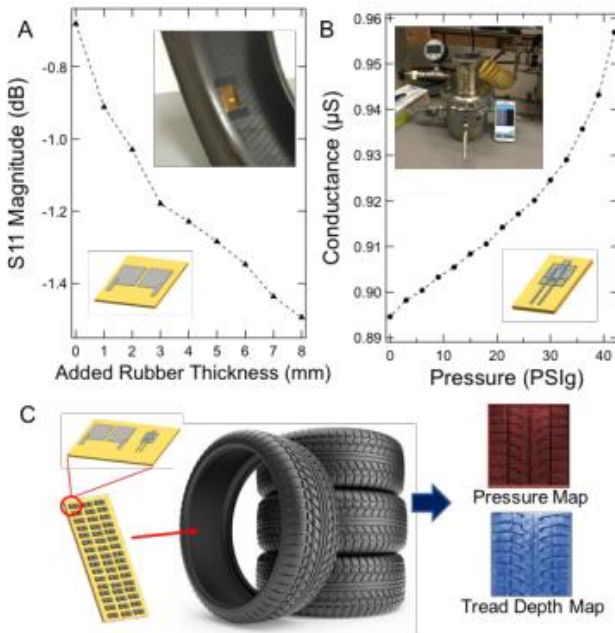 A
S11 Magnitude (dB)
-0.8
-1.0
-1.2
-1.4
0 1 2 3 4 5 6 7 8
Added Rubber Thickness (mm)
B
Conductance (µS)
0.96
0.95
0.94
0.93
0.92
0.91
0.90
0.89
0 10 20 30 40
Pressure (PSIg)
C
Pressure Map
Tread Depth Map